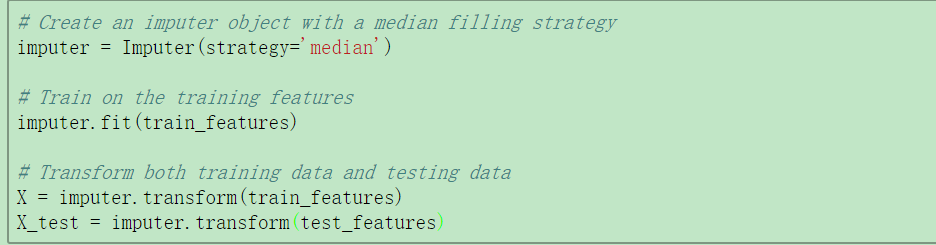 # Create an imputer object with a median filling strategy
imputer = Imputer(strategy='median')
# Train on the training features
imputer.fit(train_features)
# Transform both training data and testing data
X = imputer.transform(train_features)
X_test = imputer.transform(test_features)